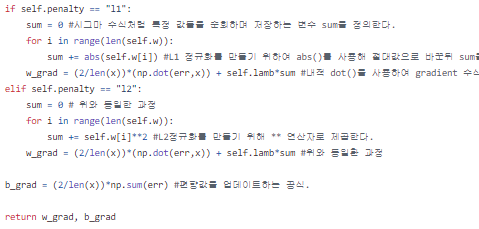 if self.penalty == "l1":
sum = 0 #시그마 수식처럼 특정 값들을 순회하며 저장하는 변수 sum를 정의한다.
for i in range(len(self.w)):
sum += abs(self.w[i]) #L1 정규화를 만들기 위하여 abs()를 사용해 절대값으로 바꾼뒤 sum를
w_grad = (2/len(x))*(np.dot(err,x)) + self.lamb*sum #내적 dot()를 사용하여 gradient 수식
elif self.penalty == "l2":
sum = 0 # 위와 동일한 과정
for i in range(len(self.w)):
sum += self.w[i]**2 #L2정규화를 만들기 위해 ** 연산자로 제곱한다.
w_grad = (2/len(x))*(np.dot(err,x)) + self.lamb*sum #위와 동일한 과정
b_grad = (2/len(x))*np.sum(err) #편향값를 업데이트하는 공식.
return w_grad, b_grad